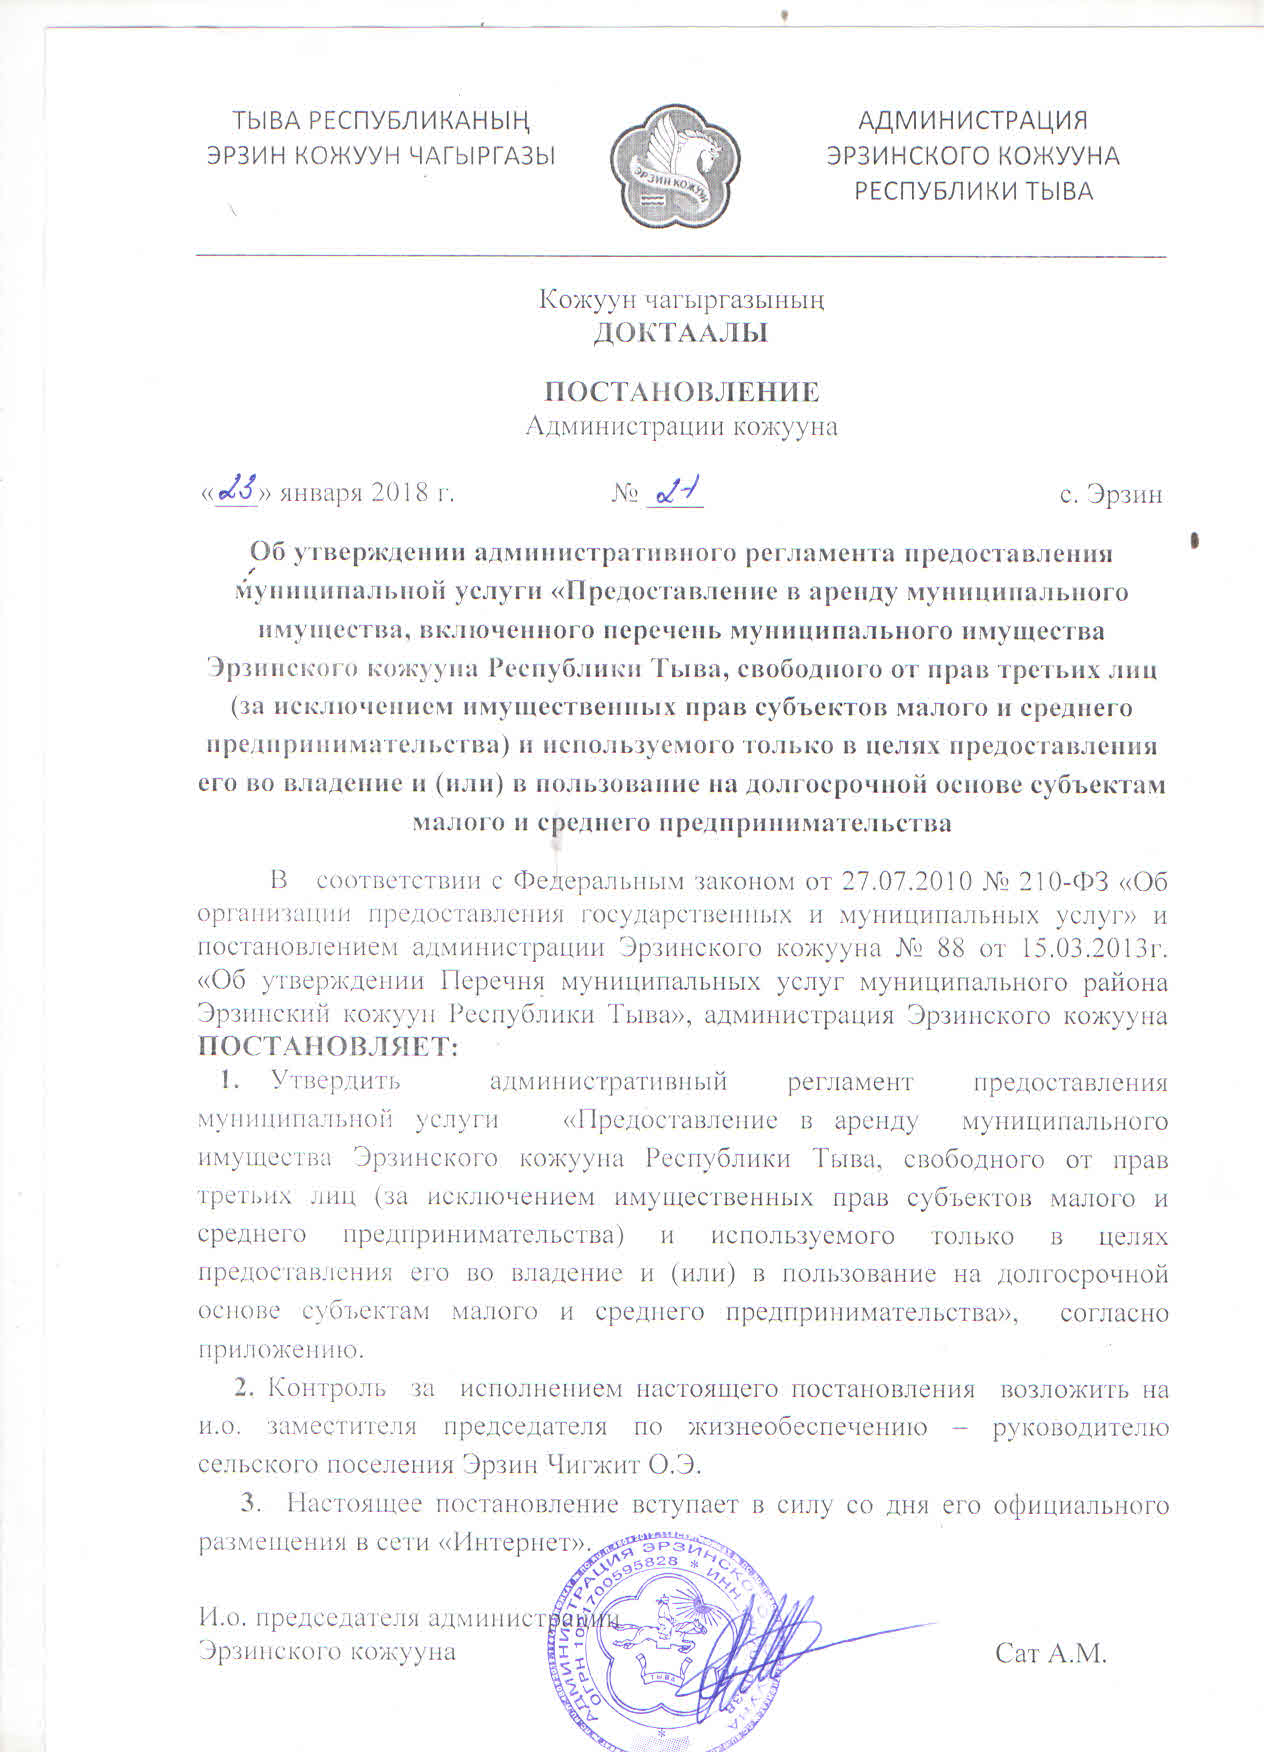 ТЫВА РЕСПУБЛИКАНЫҢ
ЭРЗИН КОЖУУН ЧАГЫРГАЗЫ
ЭРЗИН КОЖУУН
АДМИНИСТРАЦИЯ
ЭРЗИНСКОГО КОЖУУНА
РЕСПУБЛИКИ ТЫВА
Кожуун чагыргазының
ДОКТААЛЫ
ПОСТАНОВЛЕНИЕ
Администрации кожууна
«23» января 2018 г. № 21 с. Эрзин
Об утверждении административного регламента предоставления
муниципальной услуги «Предоставление в аренду муниципального
имущества, включенного перечень муниципального имущества
Эрзинского кожууна Республики Тыва, свободного от прав третьих лиц
(за исключением имущественных прав субъектов малого и среднего
предпринимательства) и используемого только в целях предоставления
его во владение и (или) в пользование на долгосрочной основе субъектам
малого и среднего предпринимательства
В соответствии с Федеральным законом от 27.07.2010 № 210-ФЗ «Об
организации предоставления государственных и муниципальных услуг» и
постановлением администрации Эрзинского кожууна № 88 от 15.03.2013г.
«Об утверждении Перечня муниципальных услуг муниципального района
Эрзинский кожуун Республики Тыва», администрация Эрзинского кожууна
ПОСТАНОВЛЯЕТ:
1. Утвердить административный регламент предоставления
муниципальной услуги «Предоставление в аренду муниципального
имущества Эрзинского кожууна Республики Тыва, свободного от прав
третьих лиц (за исключением имущественных прав субъектов малого и
среднего предпринимательства) и используемого только в целях
предоставления его во владение и (или) в пользование на долгосрочной
основе субъектам малого и среднего предпринимательства», согласно
приложению.
2. Контроль за исполнением настоящего постановления возложить на
и.о. заместителя председателя по жизнеобеспечению – руководителю
сельского поселения Эрзин Чигжит О.Э.
3. Настоящее постановление вступает в силу со дня его официального
размещения в сети «Интернет».
И.о. председателя администрации
Эрзинского кожууна Сат А.М.
АДМИНИСТРАЦИЯ ЭРЗИНСКОГО КОЖУУНА
ОГРН 1021700595828 * ИНН
ТЫВА